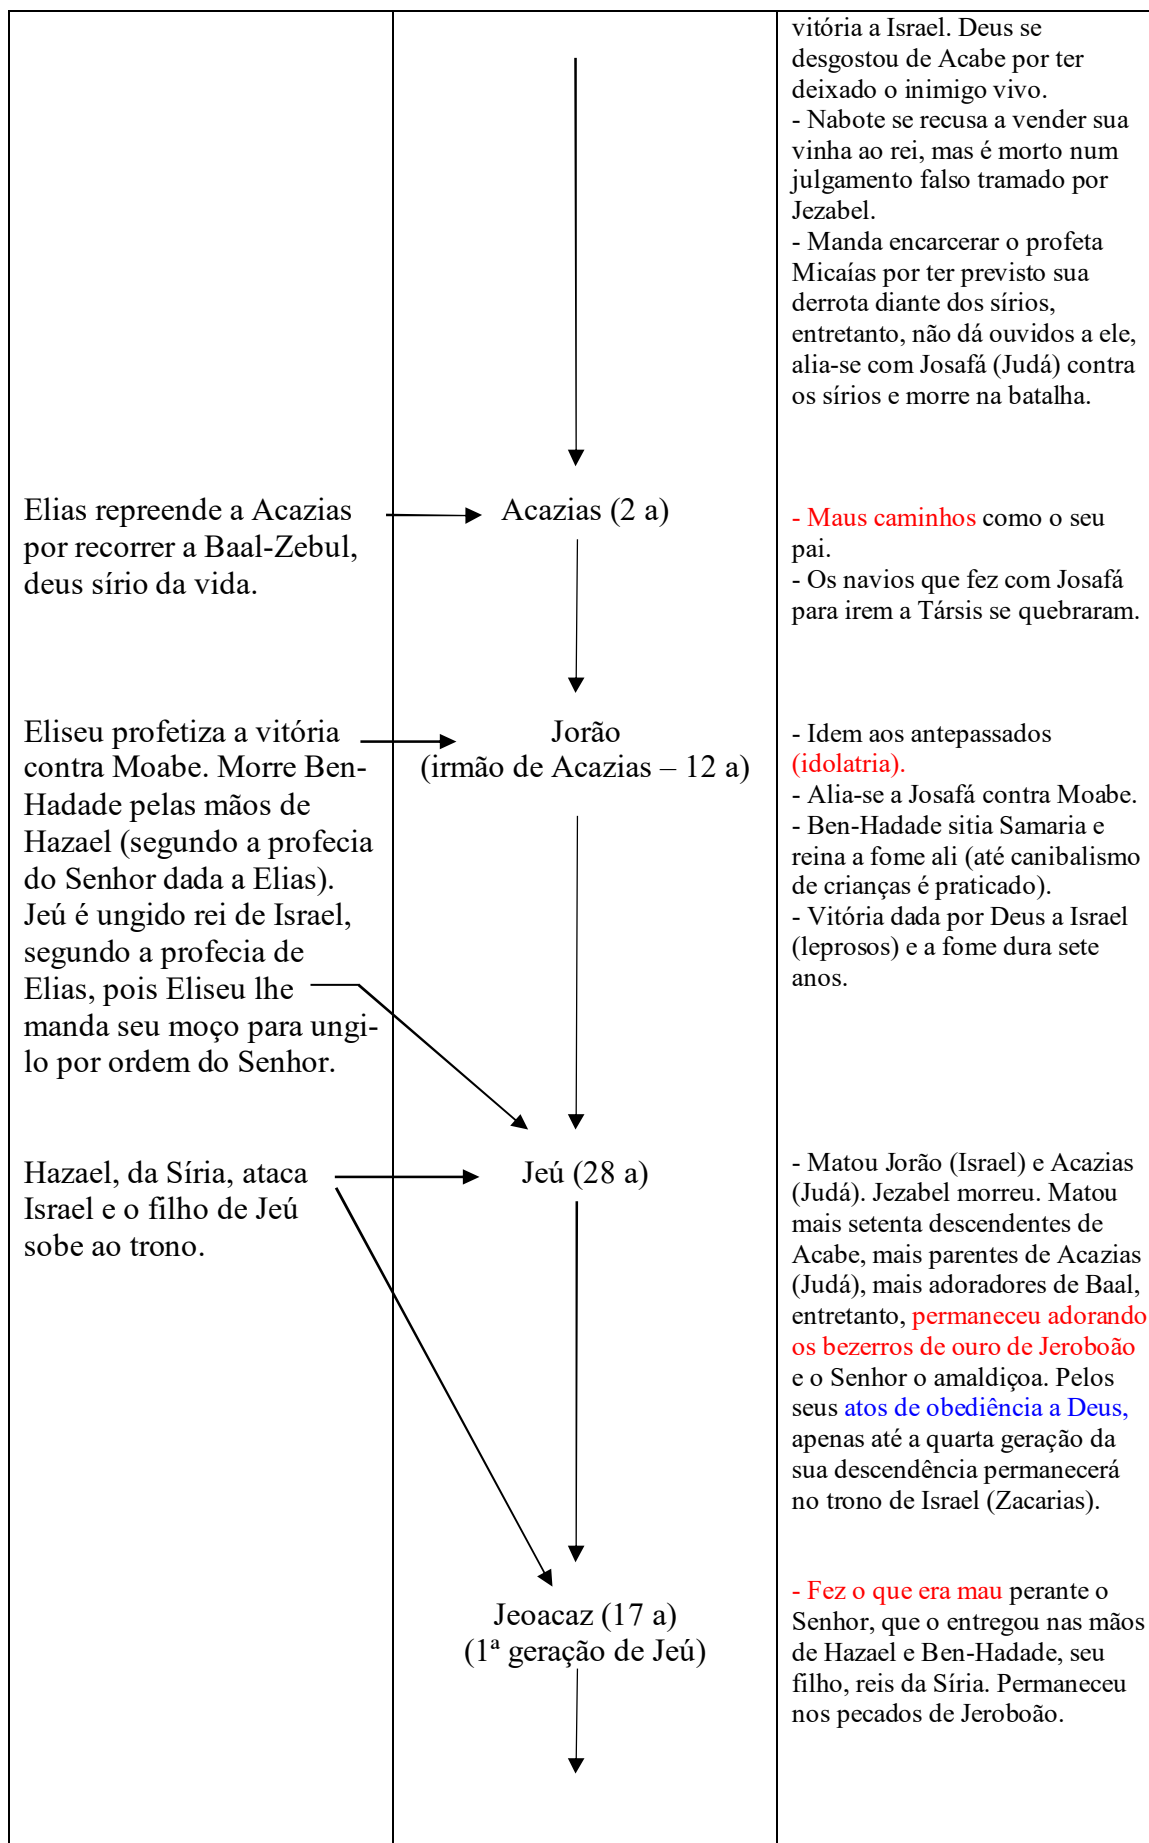 vitória a Israel. Deus se
desgostou de Acabe por ter
deixado o inimigo vivo.
- Nabote se recusa a vender sua
vinha ao rei, mas é morto num
julgamento falso tramado por
Jezabel.
- Manda encarcerar o profeta
Micaías por ter previsto sua
derrota diante dos sírios,
entretanto, não dá ouvidos a ele,
alia-se com Josafá (Judá) contra
os sírios e morre na batalha.
Elias repreende a Acazias
por recorrer a Baal-Zebul,
deus sírio da vida.
Acazias (2 a)
- Maus caminhos como o seu
pai.
- Os navios que fez com Josafá
para irem a Társis se quebraram.
Eliseu profetiza a vitória
contra Moabe. Morre Ben-
Hadade pelas mãos de
Hazael (segundo a profecia
do Senhor dada a Elias).
Jeú é ungido rei de Israel,
segundo a profecia de
Elias, pois Eliseu lhe
manda seu moço para ungi-
lo por ordem do Senhor.
Jorão
(irmão de Acazias – 12 a)
- Idem aos antepassados
(idolatria).
- Alia-se a Josafá contra Moabe.
- Ben-Hadade sitia Samaria e
reina a fome ali (até canibalismo
de crianças é praticado).
- Vitória dada por Deus a Israel
(leprosos) e a fome dura sete
anos.
Hazael, da Síria, ataca
Israel e o filho de Jeú
sobe ao trono.
Jeú (28 a)
- Matou Jorão (Israel) e Acazias
(Judá). Jezabel morreu. Matou
mais setenta descendentes de
Acabe, mais parentes de Acazias
(Judá), mais adoradores de Baal,
entretanto, permaneceu adorando
os bezerros de ouro de Jeroboão
e o Senhor o amaldiçoa. Pelos
seus atos de obediência a Deus,
apenas até a quarta geração da
sua descendência permanecerá
no trono de Israel (Zacarias).
Jeoacaz (17 a)
(1ª geração de Jeú)
- Fez o que era mau perante o
Senhor, que o entregou nas mãos
de Hazael e Ben-Hadade, seu
filho, reis da Síria. Permaneceu
nos pecados de Jeroboão.